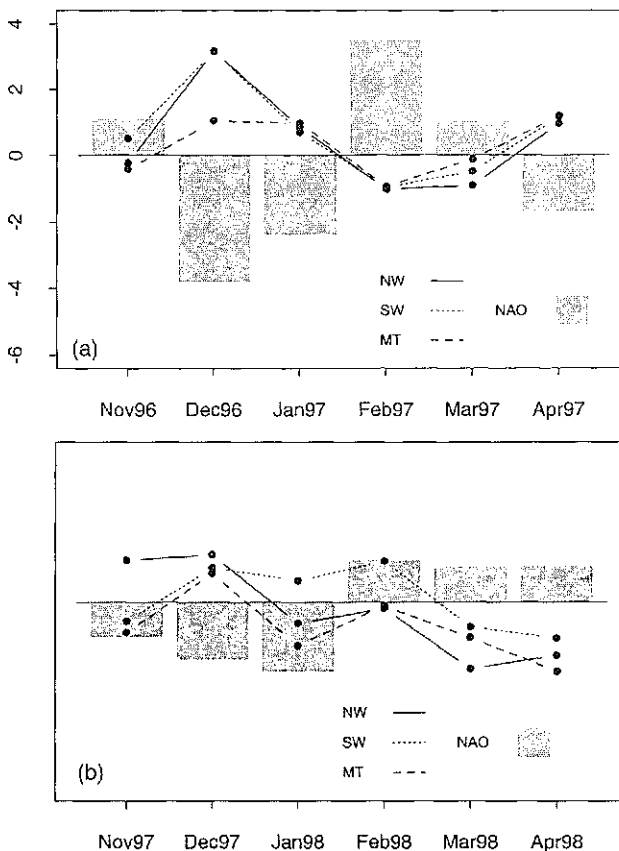 4
2
0
-2
-4
-6
NW
SW NAO
MT
(a)
Nov96 Dec96 Jan97 Feb97 Mar97 Apr97
NW
SW NAO
MT
(b)
Nov97 Dec97 Jan98 Feb98 Mar98 Apr98